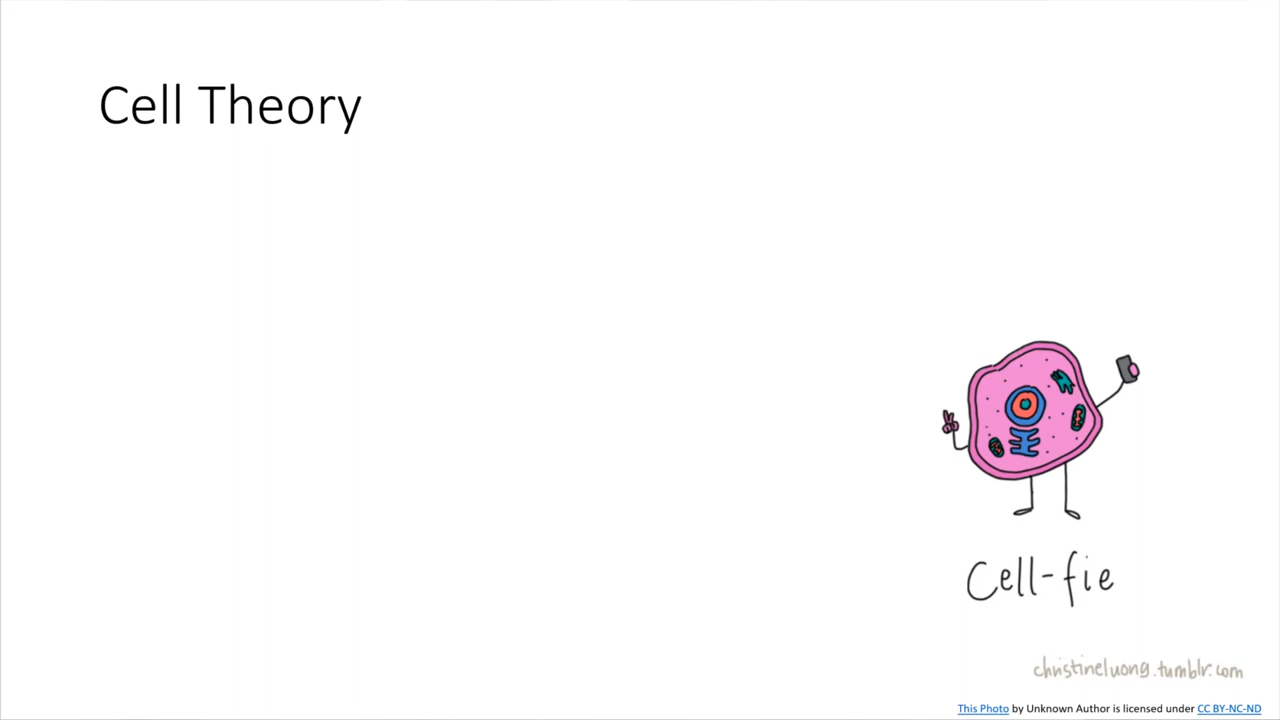 Cell Theory
Cell-fie
christineluong.tumblr.com
This Photo by Unknown Author is licensed under CC BY-NC-ND